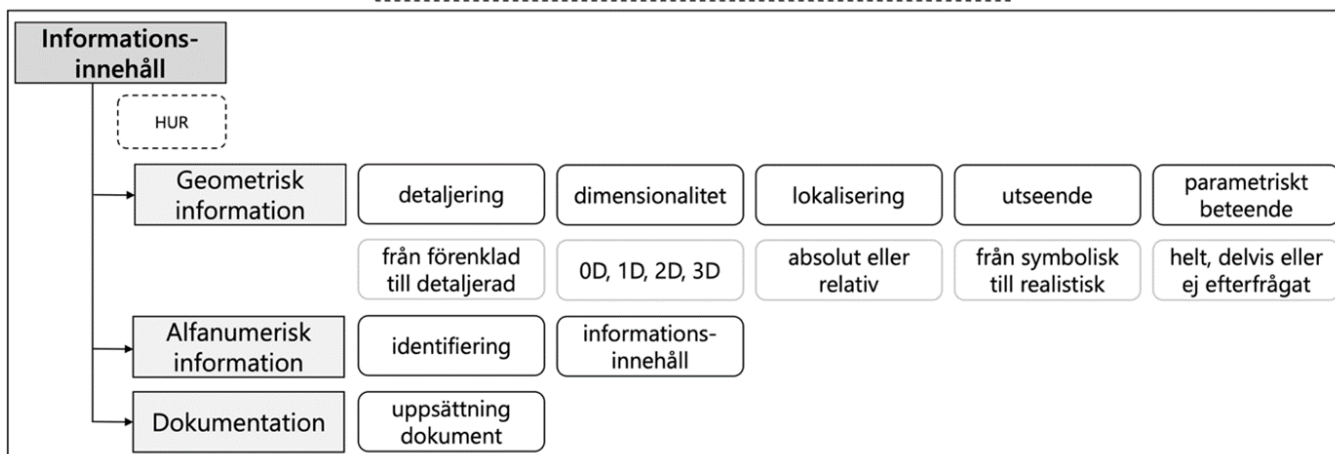 Informations-
innehåll
HUR
Geometrisk
information
detaljering
dimensionalitet
lokalisering
utseende
parametriskt
beteende
från förenklad
till detaljerad
0D, 1D, 2D, 3D
absolut eller
relativ
från symbolisk
till realistisk
helt, delvis eller
ej efterfrågat
Alfanumerisk
information
identifiering
informations-
innehåll
Dokumentation
uppsättning
dokument